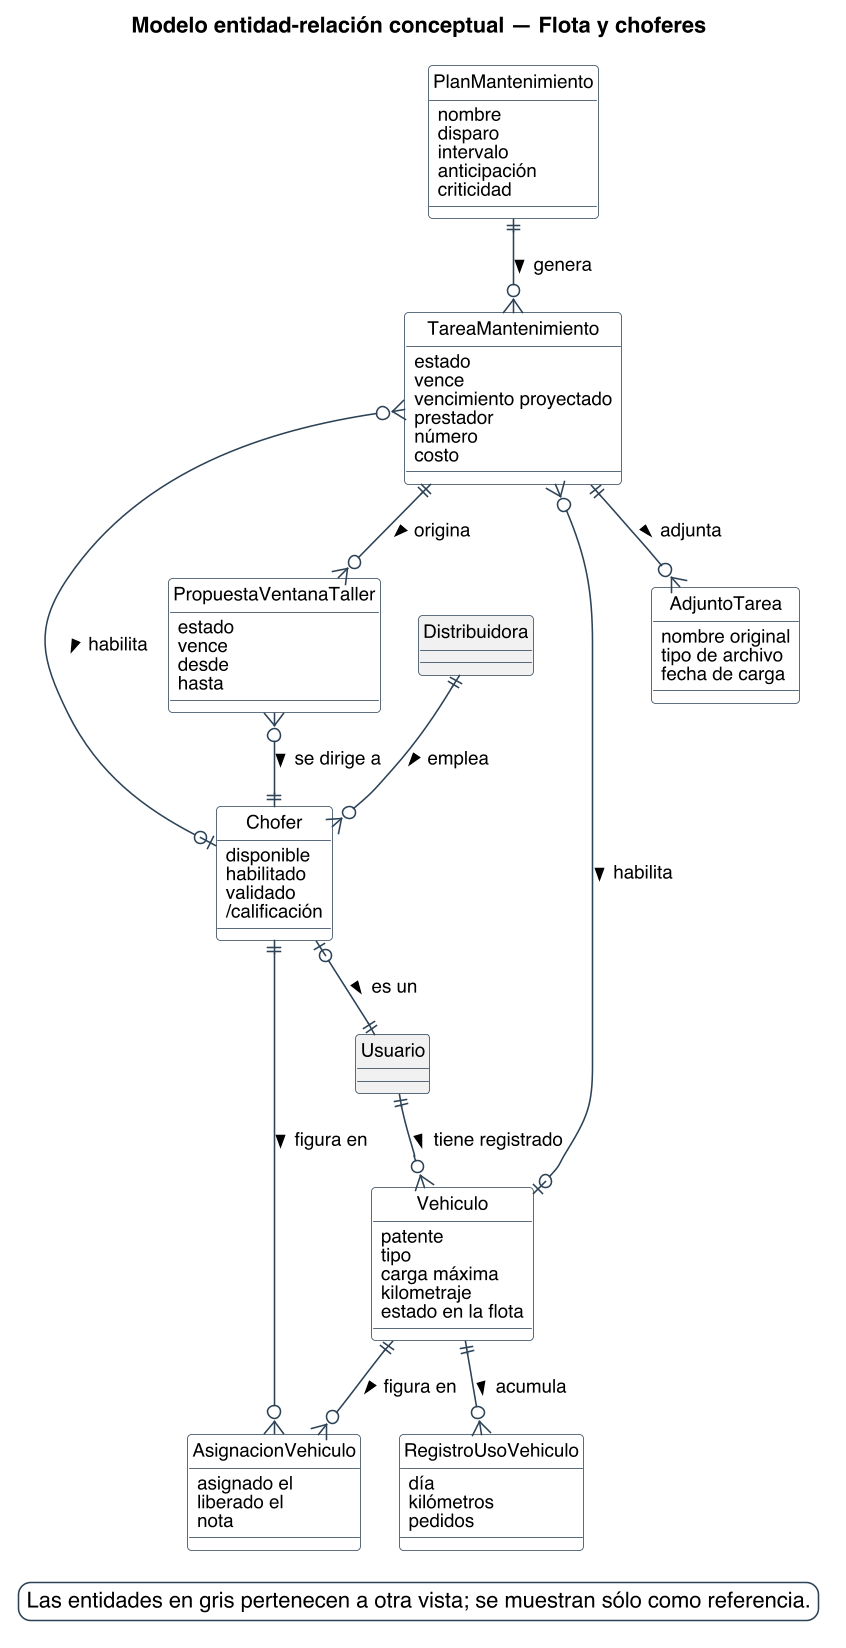 Modelo entidad-relación conceptual — Flota y choferes
PlanMantenimiento
nombre
disparo
intervalo
anticipación
criticidad
genera
TareaMantenimiento
estado
vence
vencimiento proyectado
prestador
número
costo
origina
adjunta
PropuestaVentanaTaller
estado
vence
desde
hasta
Distribuidora
AdjuntoTarea
nombre original
tipo de archivo
fecha de carga
habilita
se dirige a
emplea
Chofer
disponible
habilitado
validado
/calificación
habilita
es un
Usuario
figura en
tiene registrado
Vehiculo
patente
tipo
carga máxima
kilometraje
estado en la flota
figura en
acumula
AsignacionVehiculo
asignado el
liberado el
nota
RegistroUsoVehiculo
día
kilómetros
pedidos
Las entidades en gris pertenecen a otra vista; se muestran sólo como referencia.